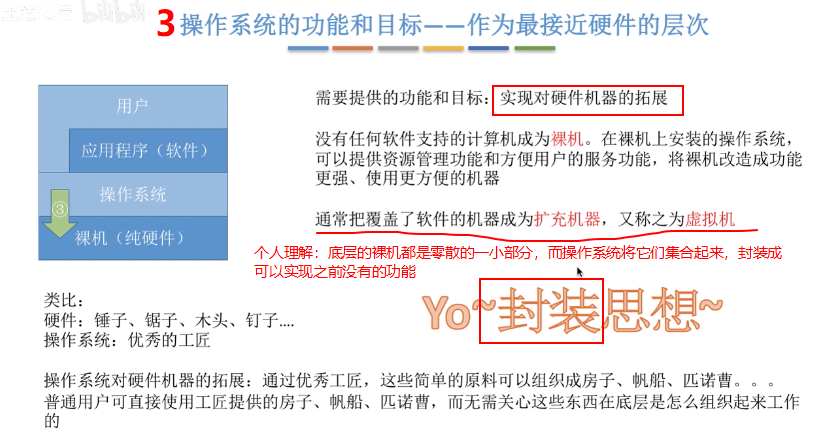 3操作系统的功能和目标——作为最接近硬件的层次
用户
应用程序（软件）
操作系统
③
裸机（纯硬件）
需要提供的功能和目标：实现对硬件机器的拓展
没有任何软件支持的计算机成为裸机。在裸机上安装的操作系统，
可以提供资源管理功能和方便用户的服务功能，将裸机改造成功能
更强、使用更方便的机器
通常把覆盖了软件的机器成为扩充机器，又称之为虚拟机
个人理解：底层的裸机都是零散的一小部分，而操作系统将它们集合起来，封装成
可以实现之前没有的功能
Yo~封装思想~
类比：
硬件：锤子、锯子、木头、钉子....
操作系统：优秀的工匠
操作系统对硬件机器的拓展：通过优秀工匠，这些简单的原料可以组织成房子、帆船、匹诺曹。。。
普通用户可直接使用工匠提供的房子、帆船、匹诺曹，而无需关心这些东西在底层是怎么组织起来工作
的